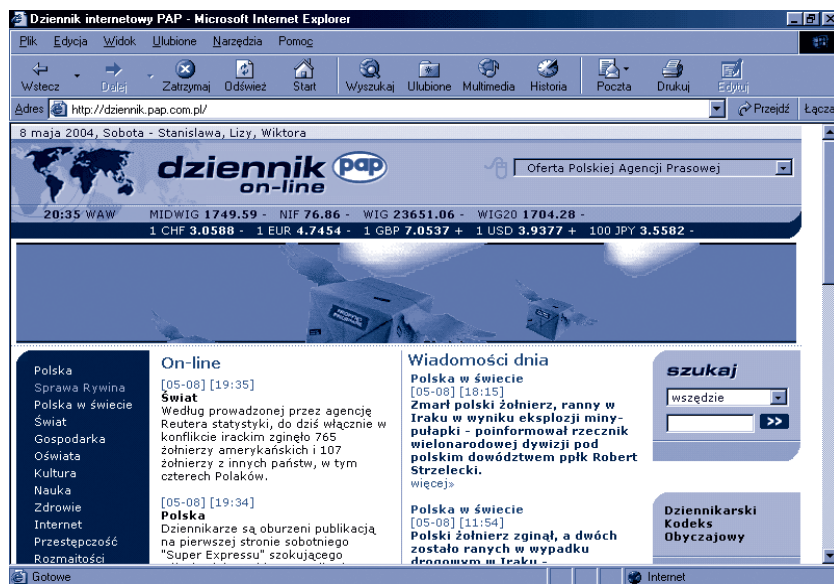 Dziennik internetowy PAP - Microsoft Internet Explorer
Plik Edycja Widok Ulubione Narzędzia Pomoc
Wstecz Dalej Zatrzymaj Odśwież Start Wyszukaj Ulubione Multimedia Historia Poczta Drukuj Edytuj
Adres http://dziennik.pap.com.pl/ Przejdź Łącza
8 maja 2004, Sobota - Stanislawa, Lizy, Wiktora
dziennik pap
on-line
Oferta Polskiej Agencji Prasowej
20:35 WAW MIDWIG 1749.59 - NIF 76.86 - WIG 23651.06 - WIG20 1704.28 -
1 CHF 3.0588 - 1 EUR 4.7454 - 1 GBP 7.0537 + 1 USD 3.9377 + 100 JPY 3.5582 -
Polska
Sprawa Rywina
Polska w świecie
Świat
Gospodarka
Oświata
Kultura
Nauka
Zdrowie
Internet
Przestępczość
Rozmaitości
On-line
[05-08] [19:35]
Świat
Według prowadzonej przez agencję
Reutera statystyki, do dziś włącznie w
konflikcie irackim zginęło 765
żołnierzy amerykańskich i 107
żołnierzy z innych państw, w tym
czterech Polaków.
[05-08] [19:34]
Polska
Dziennikarze są oburzeni publikacją
na pierwszej stronie sobotniego
"Super Expressu" szokującego
Wiadomości dnia
Polska w świecie
[05-08] [18:15]
Zmarł polski żołnierz, ranny w
Iraku w wyniku eksplozji miny-
pułapki - poinformował rzecznik
wielonarodowej dywizji pod
polskim dowództwem ppłk Robert
Strzelecki.
więcej»
Polska w świecie
[05-08] [11:54]
Polski żołnierz zginął, a dwóch
zostało ranych w wypadku
drogowym w Iraku -
szukaj
wszędzie
>>
Dziennikarski
Kodeks
Obyczajowy
Gotowe Internet